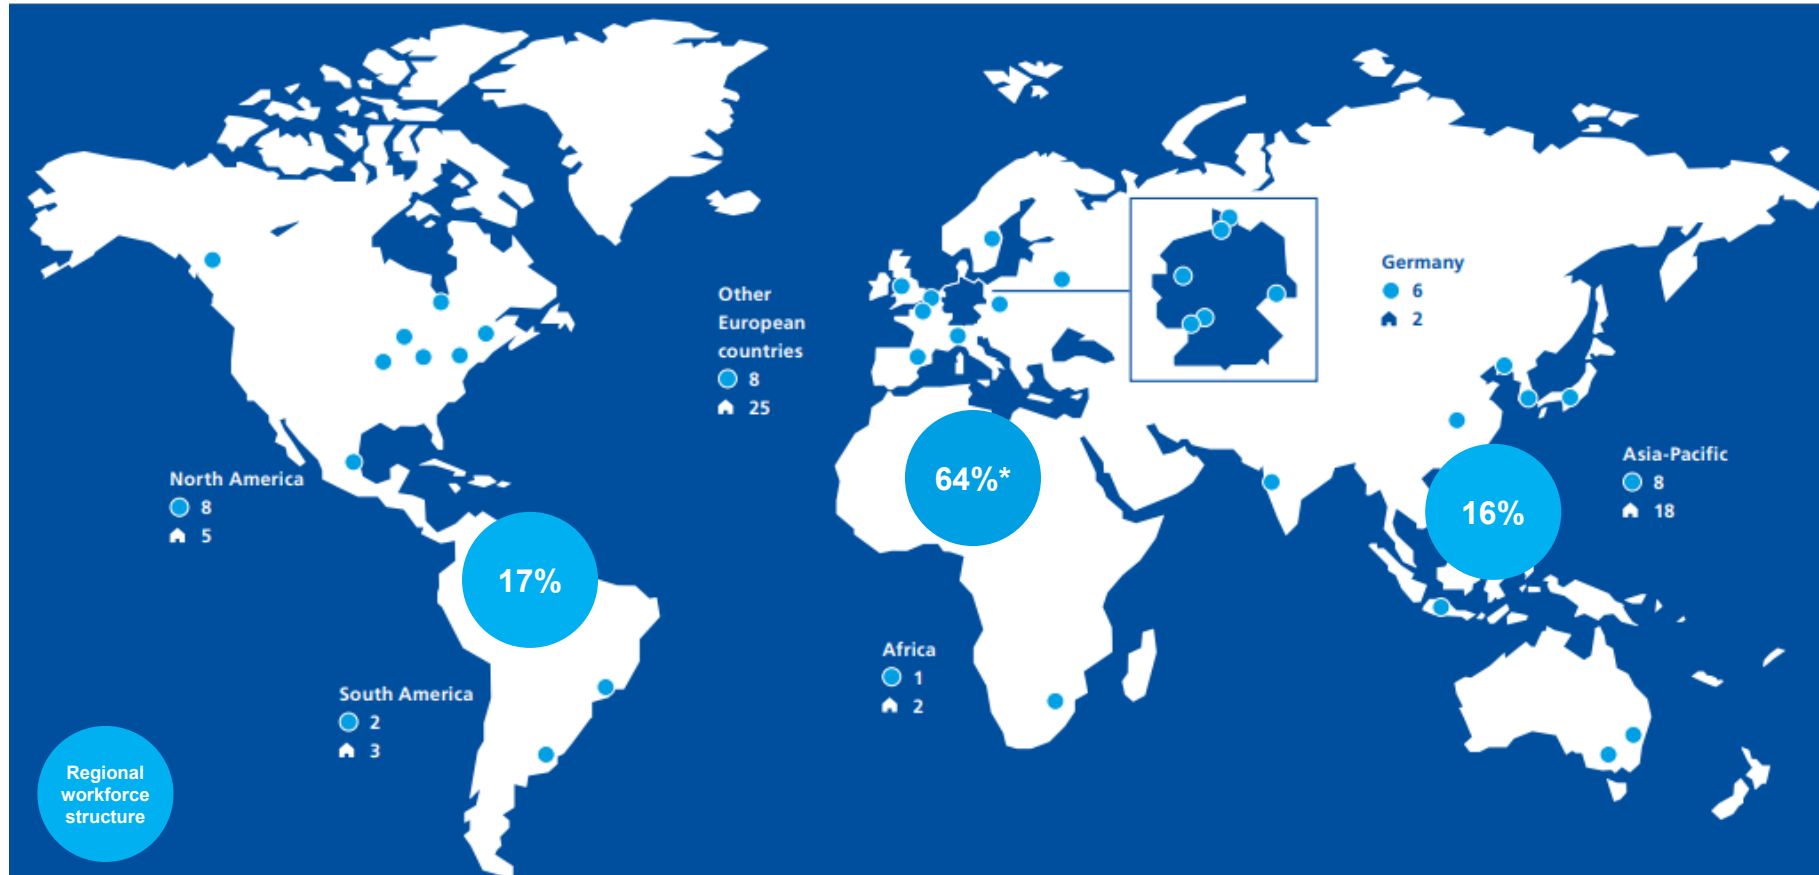 Other
European
countries
8
25
Germany
6
2
North America
8
5
64%*
Asia-Pacific
8
18
16%
17%
Africa
1
2
South America
2
3
Regional
workforce
structure